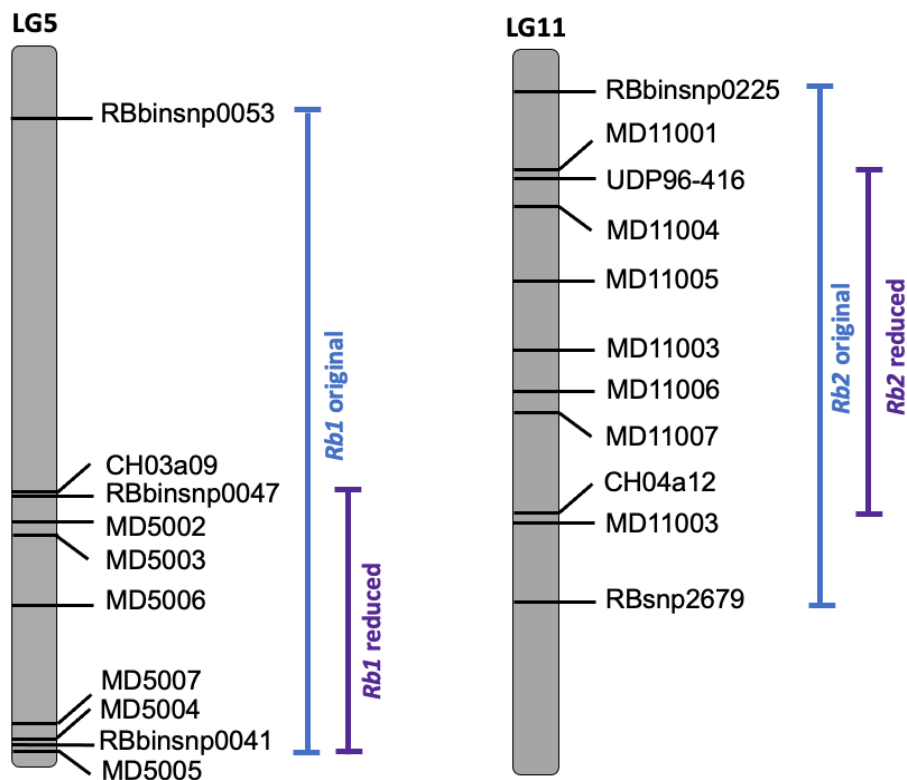 LG5
RBbinsnp0053
CH03a09
RBbinsnp0047
MD5002
MD5003
MD5006
MD5007
MD5004
RBbinsnp0041
MD5005
Rb1 original
Rb1 reduced
LG11
RBbinsnp0225
MD11001
UDP96-416
MD11004
MD11005
MD11003
MD11006
MD11007
CH04a12
MD11003
RBsnp2679
Rb2 original
Rb2 reduced